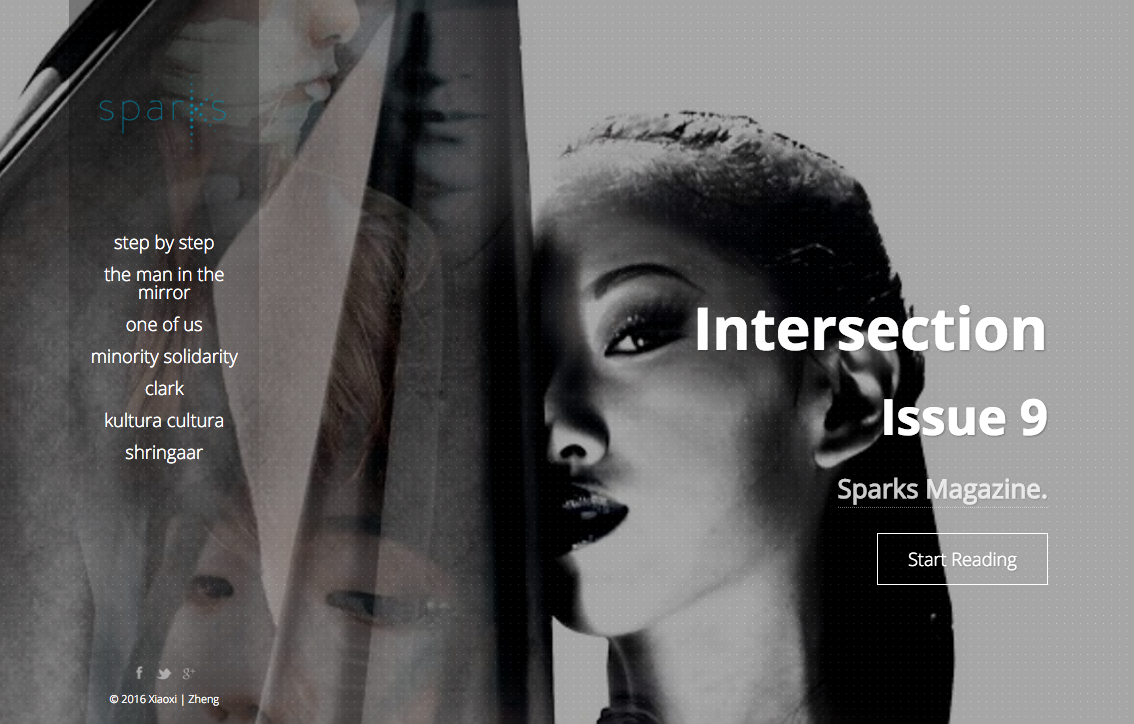 sparks
step by step
the man in the
mirror
one of us
minority solidarity
clark
kultura cultura
shringaar
Intersection
Issue 9
Sparks Magazine.
Start Reading
f
g+
© 2016 Xiaoxi | Zheng